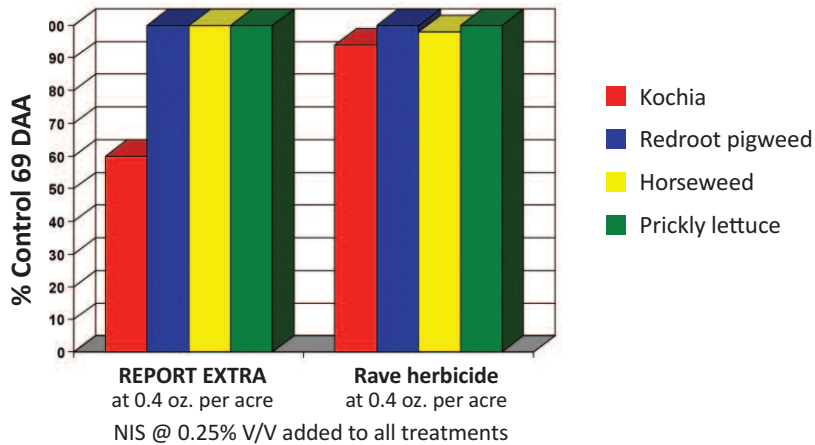 % Control 69 DAA
00
90
80
70
60
50
40
30
20
10
0
REPORT EXTRA
at 0.4 oz. per acre
Rave herbicide
at 0.4 oz. per acre
NIS @ 0.25% V/V added to all treatments
Kochia
Redroot pigweed
Horseweed
Prickly lettuce